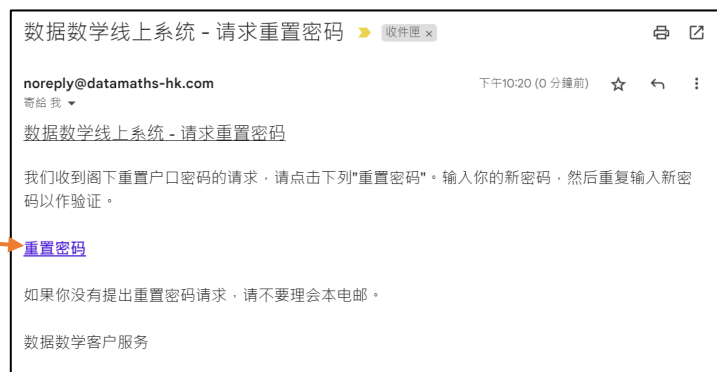 数据数学线上系统 - 请求重置密码 收件匣 ×
noreply@datamaths-hk.com 下午10:20 (0 分鐘前)
寄給 我
数据数学线上系统 - 请求重置密码
我们收到阁下重置户口密码的请求，请点击下列"重置密码"。输入你的新密码，然后重复输入新密
码以作验证。
重置密码
如果你没有提出重置密码请求，请不要理会本电邮。
数据数学客户服务